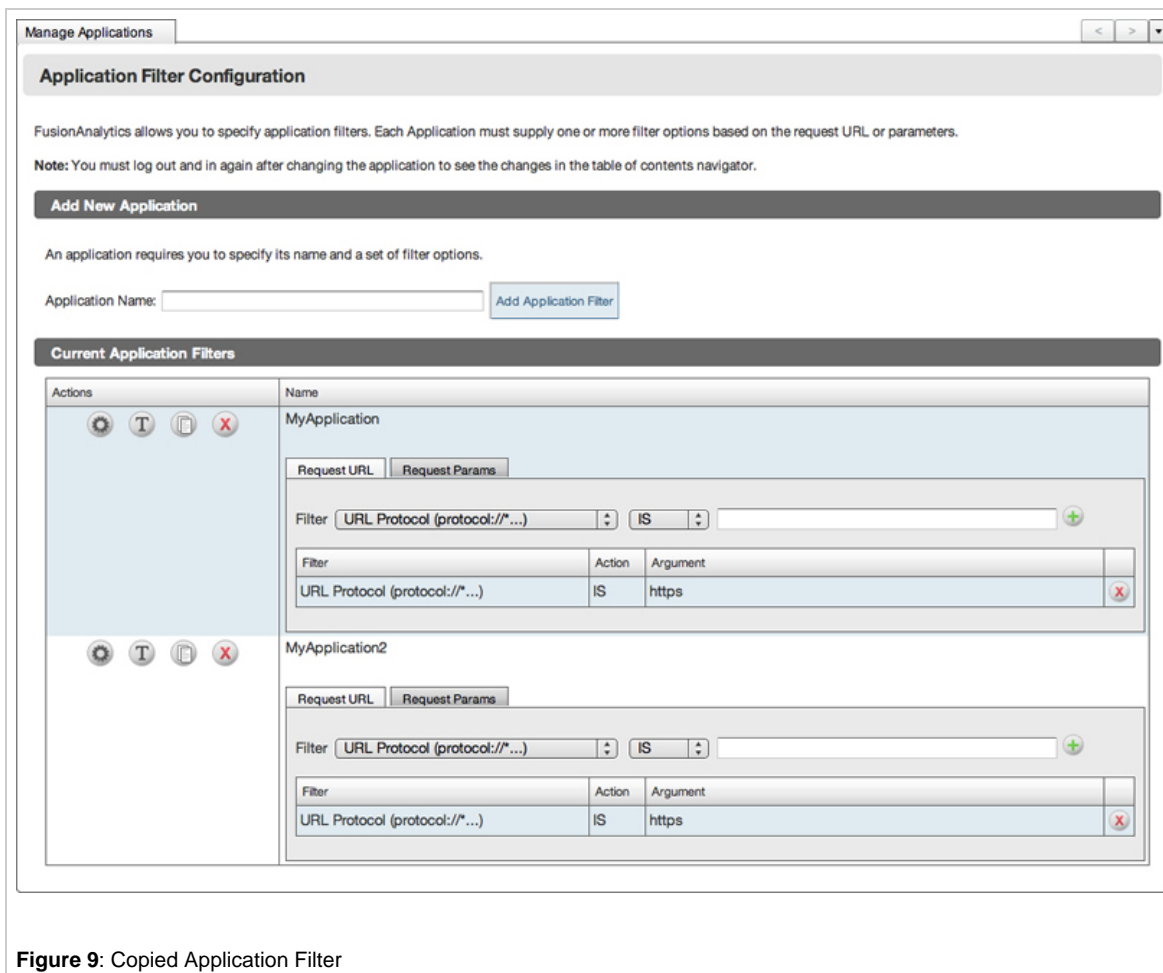 Manage Applications
< >
Application Filter Configuration
FusionAnalytics allows you to specify application filters. Each Application must supply one or more filter options based on the request URL or parameters.
Note: You must log out and in again after changing the application to see the changes in the table of contents navigator.
Add New Application
An application requires you to specify its name and a set of filter options.
Application Name: Add Application Filter
Current Application Filters
Actions Name
T X MyApplication
Request URL Request Params
Filter URL Protocol (protocol://*...) IS +
Filter Action Argument
URL Protocol (protocol://*...) IS https X
T X MyApplication2
Request URL Request Params
Filter URL Protocol (protocol://*...) IS +
Filter Action Argument
URL Protocol (protocol://*...) IS https X
Figure 9: Copied Application Filter